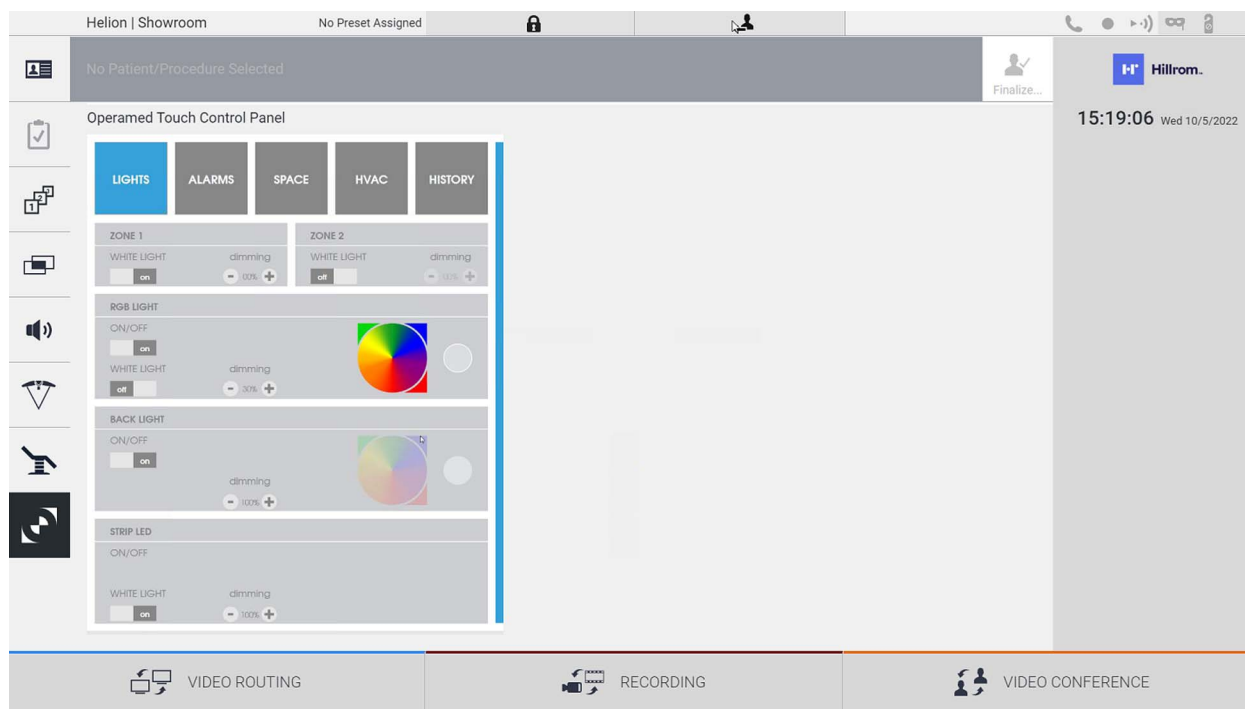 Helion | Showroom
No Preset Assigned
No Patient/Procedure Selected
Finalize...
Hillrom™
15:19:06 Wed 10/5/2022
Operamed Touch Control Panel
LIGHTS
ALARMS
SPACE
HVAC
HISTORY
ZONE 1
WHITE LIGHT dimming
on - 00% +
ZONE 2
WHITE LIGHT dimming
off - 00% +
RGB LIGHT
ON/OFF
on
WHITE LIGHT dimming
off - 30% +
BACK LIGHT
ON/OFF
on
dimming
- 100% +
STRIP LED
ON/OFF
WHITE LIGHT dimming
on - 100% +
VIDEO ROUTING
RECORDING
VIDEO CONFERENCE